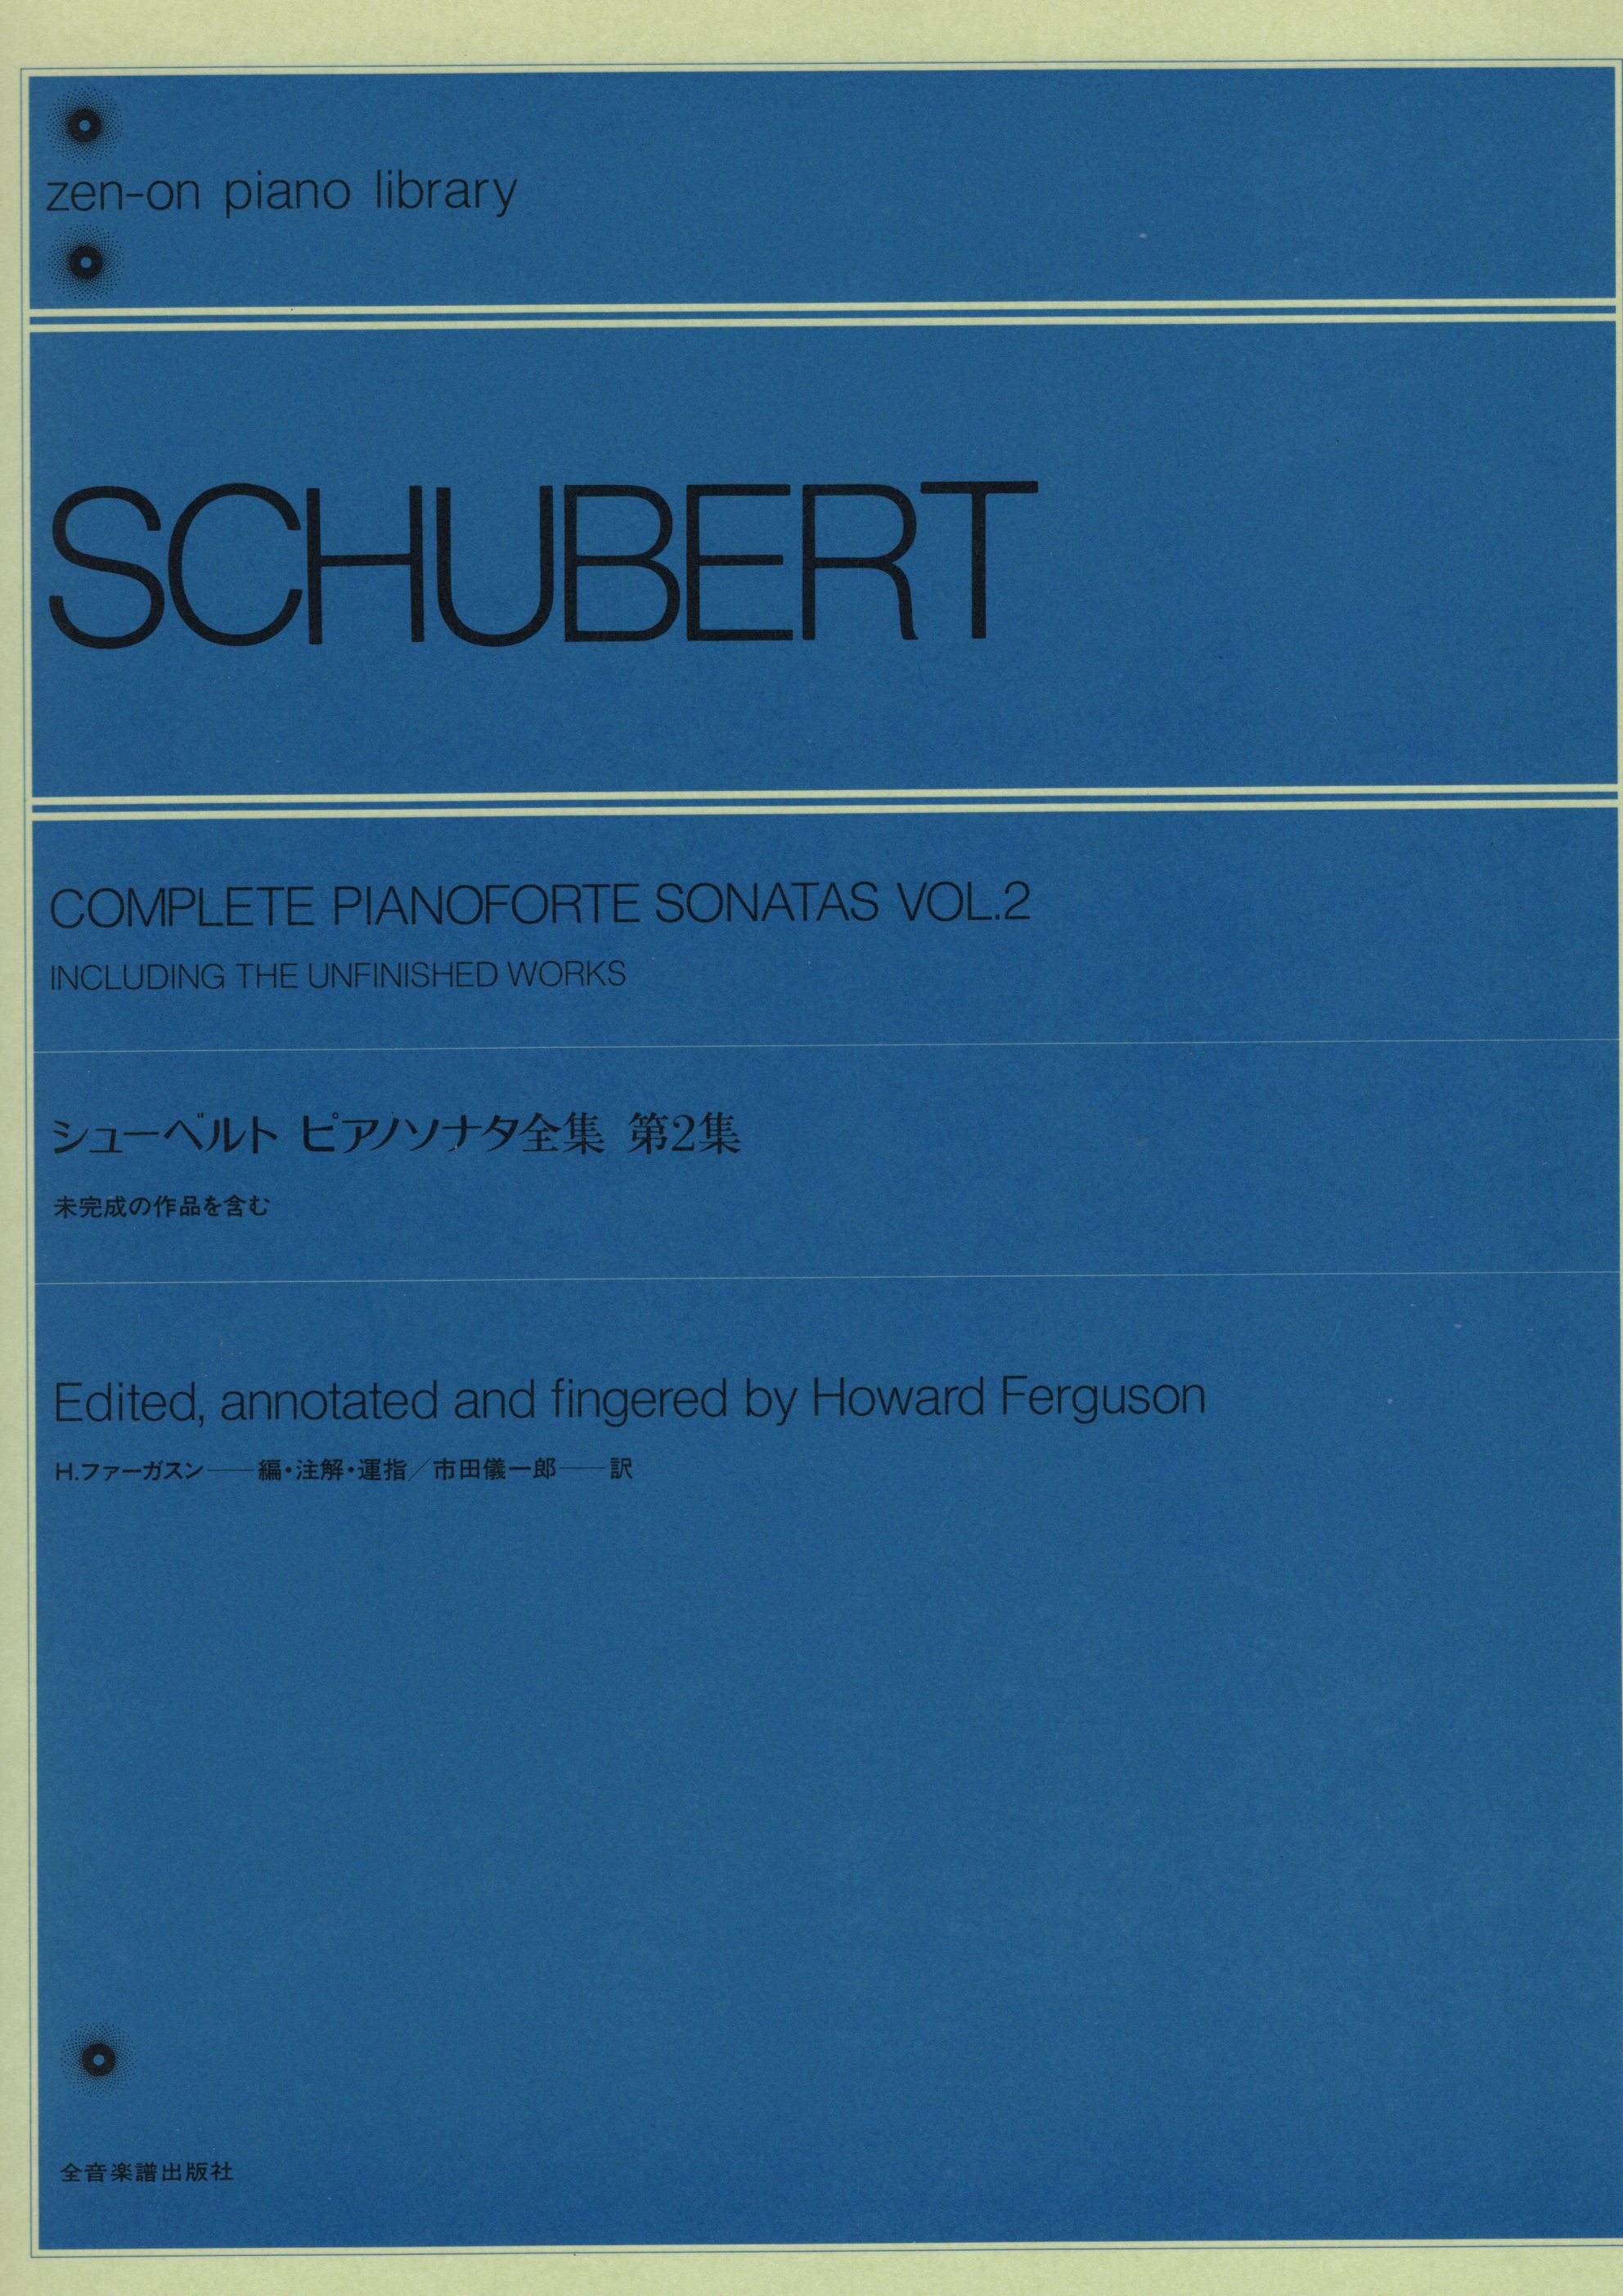 zen-on piano library
SCHUBERT
COMPLETE PIANOFORTE SONATAS VOL.2
INCLUDING THE UNFINISHED WORKS
シューベルト ピアノソナタ全集 第2集
未完成の作品を含む
Edited, annotated and fingered by Howard Ferguson
H.ファーガスン──編・注解・運指／市田儀一郎──訳
全音楽譜出版社